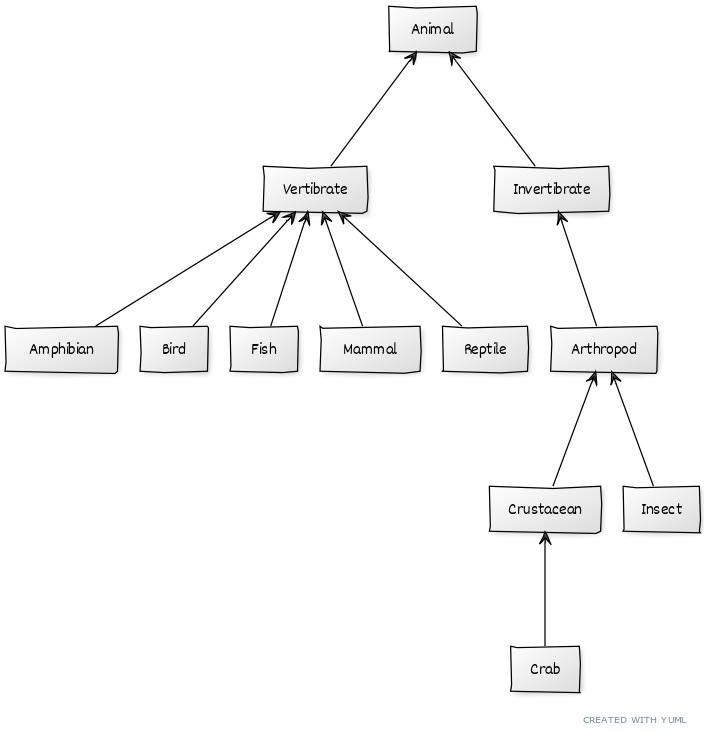 Animal
Vertibrate
Invertibrate
Amphibian
Bird
Fish
Mammal
Reptile
Arthropod
Crustacean
Insect
Crab
CREATED WITH YUML